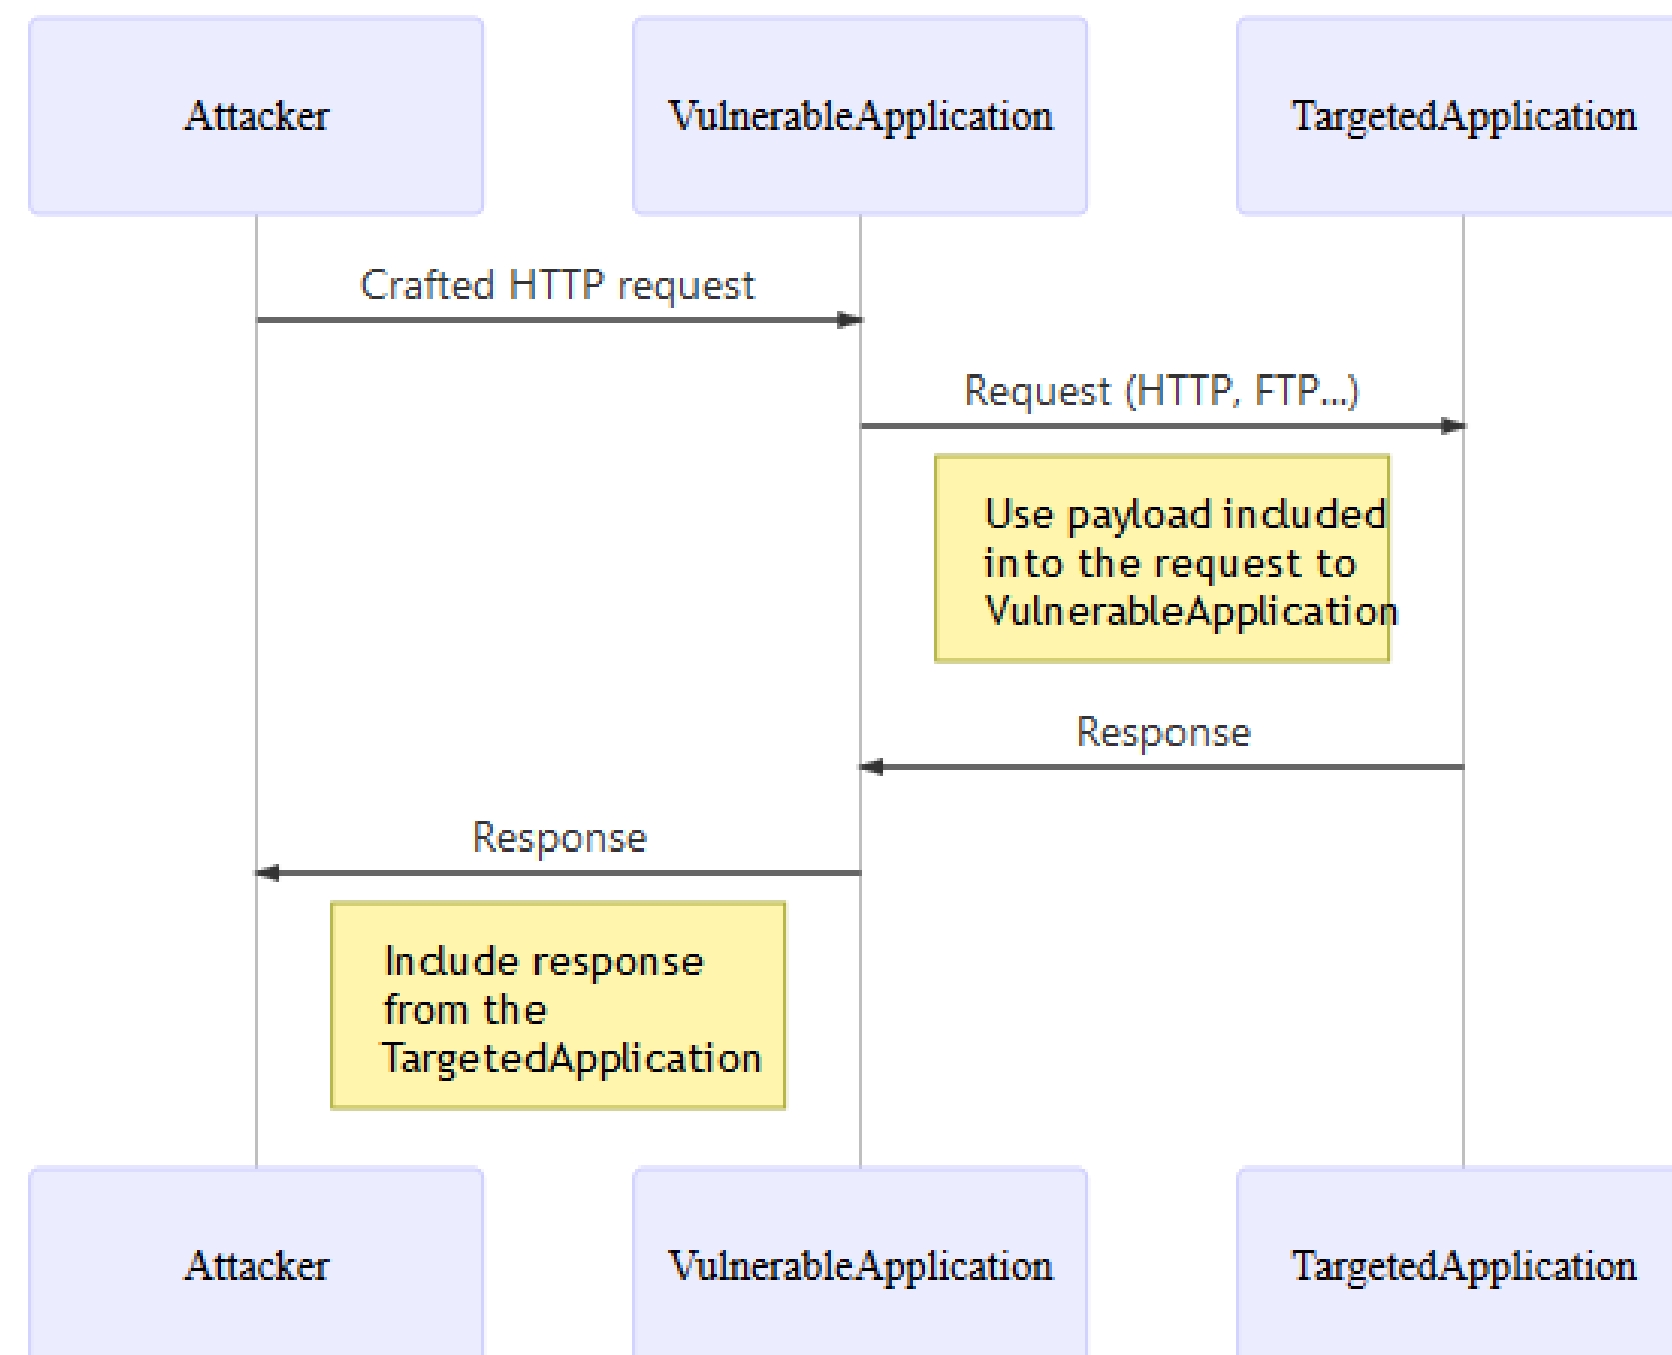 Attacker
VulnerableApplication
TargetedApplication
Crafted HTTP request
Request (HTTP, FTP...)
Use payload included
into the request to
VulnerableApplication
Response
Response
Include response
from the
TargetedApplication
Attacker
VulnerableApplication
TargetedApplication